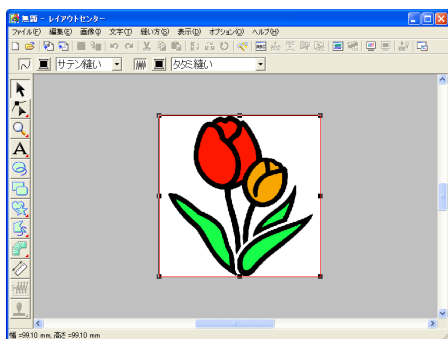 無題 - レイアウトセンター
ファイル(F) 編集(E) 画像(I) 文字(T) 縫い方(S) 表示(D) オプション(O) ヘルプ(H)
サテン縫い タタミ縫い
A
幅 =99.10 mm, 高さ =99.10 mm